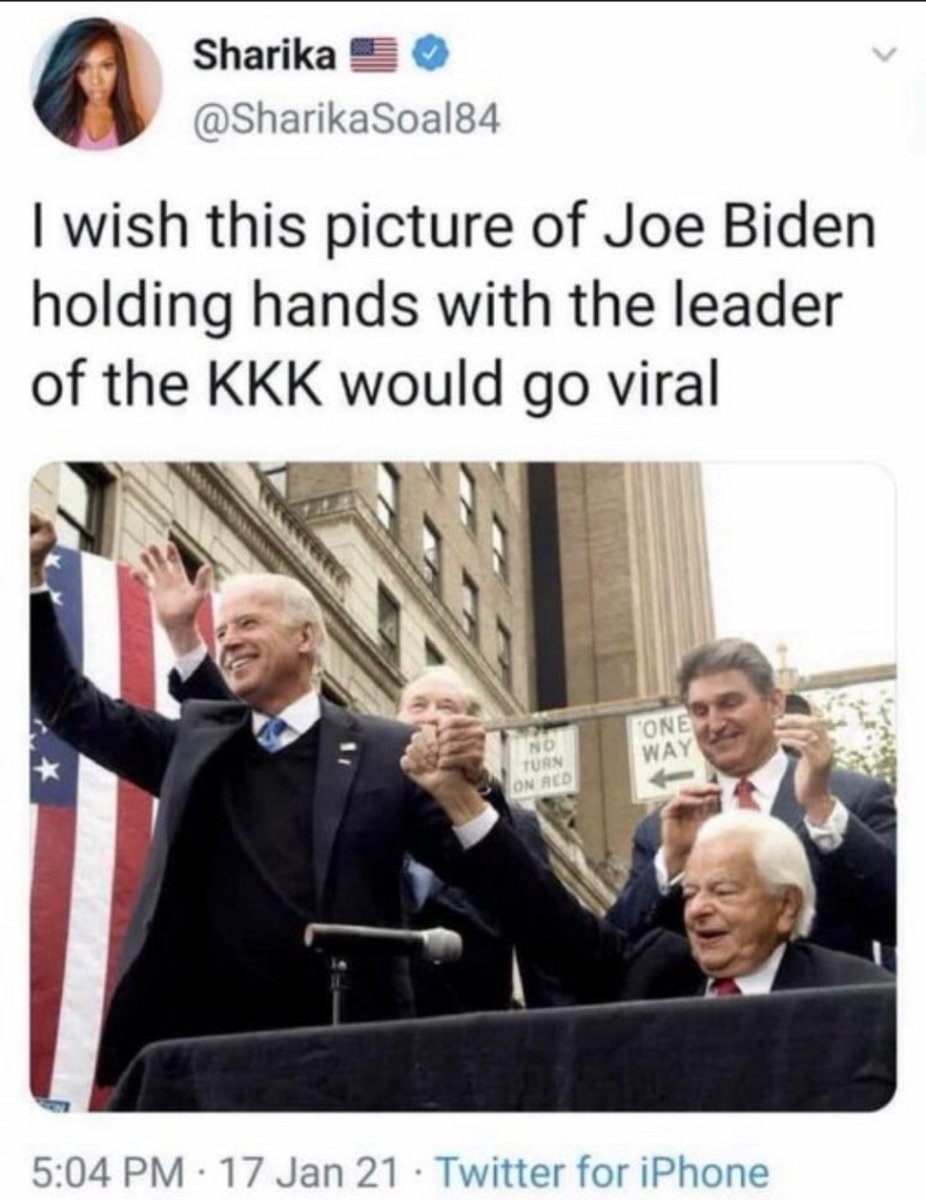 Sharika 🇺🇸
@SharikaSoal84
I wish this picture of Joe Biden
holding hands with the leader
of the KKK would go viral
NO
TURN
ON RED
ONE
WAY
5:04 PM · 17 Jan 21 · Twitter for iPhone